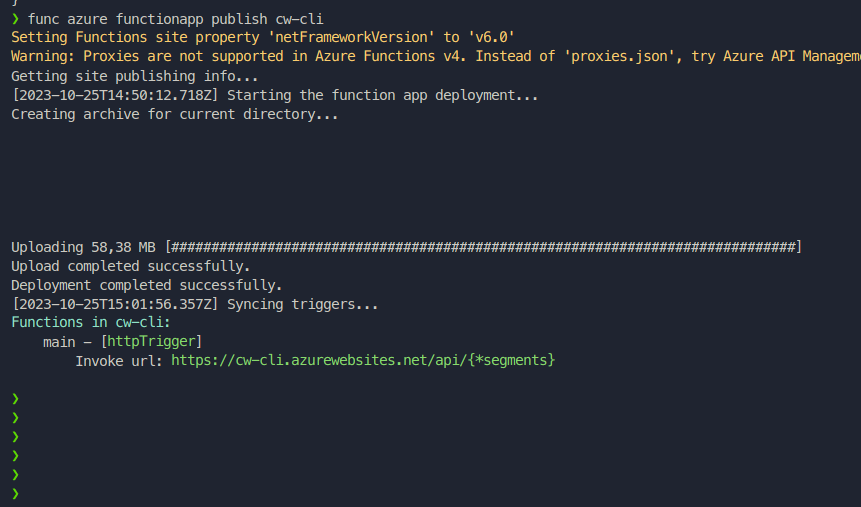 }
❯ func azure functionapp publish cw-cli
Setting Functions site property 'netFrameworkVersion' to 'v6.0'
Warning: Proxies are not supported in Azure Functions v4. Instead of 'proxies.json', try Azure API Managem
Getting site publishing info...
[2023-10-25T14:50:12.718Z] Starting the function app deployment...
Creating archive for current directory...
Uploading 58,38 MB [##############################################################################]
Upload completed successfully.
Deployment completed successfully.
[2023-10-25T15:01:56.357Z] Syncing triggers...
Functions in cw-cli:
    main - [httpTrigger]
        Invoke url: https://cw-cli.azurewebsites.net/api/{*segments}
❯
❯
❯
❯
❯
❯